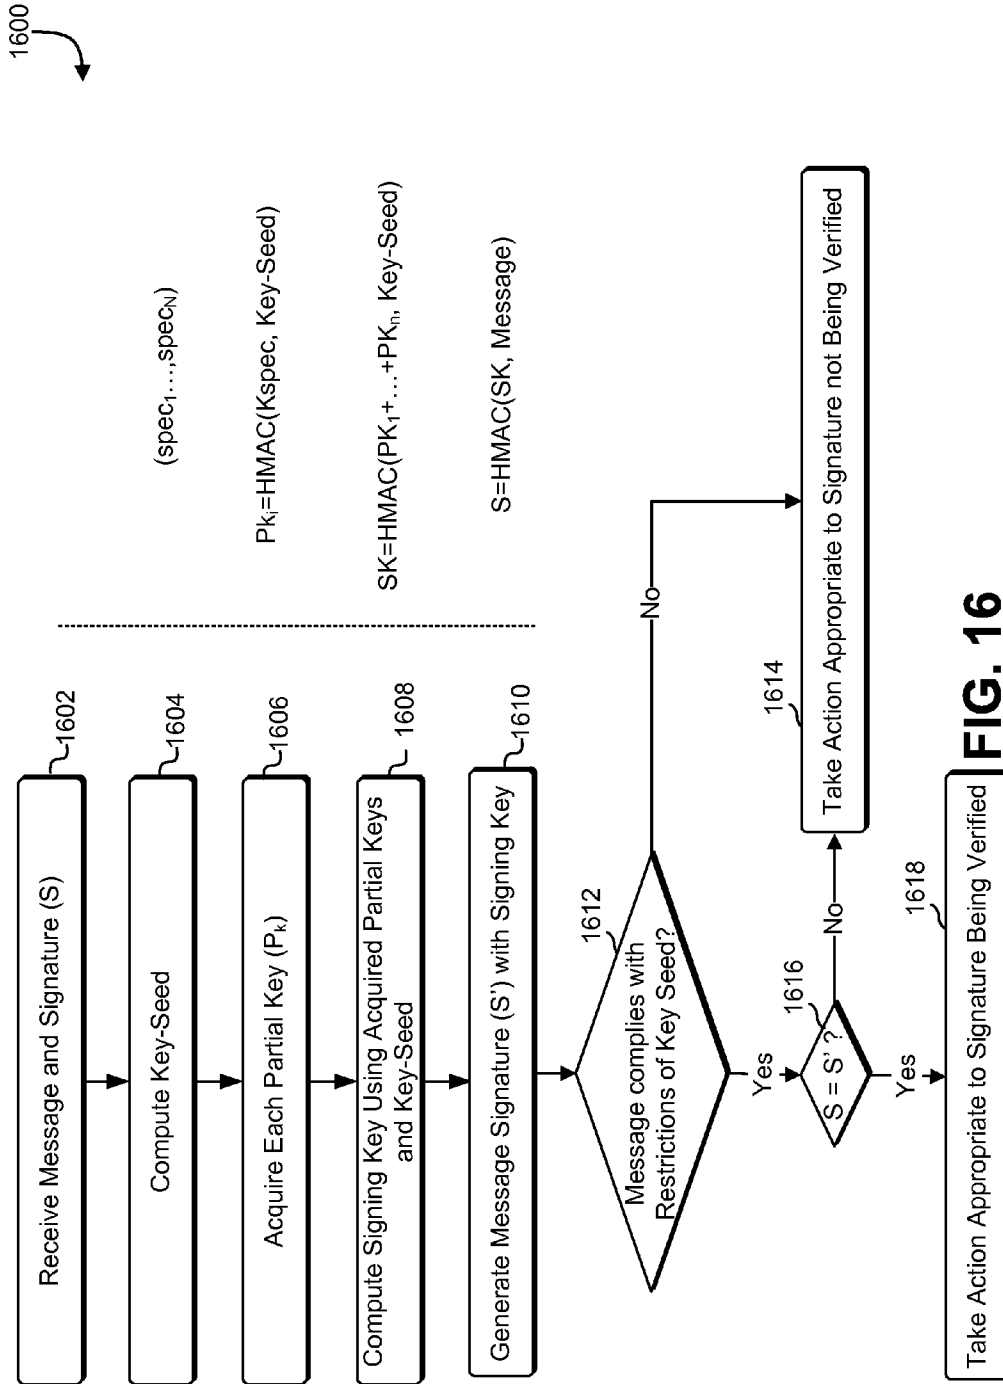 1600
Receive Message and Signature (S)
1602
Compute Key-Seed
1604
(spec₁...,spec_N)
Acquire Each Partial Key (P_k)
1606
Pk_i=HMAC(Kspec, Key-Seed)
Compute Signing Key Using Acquired Partial Keys
and Key-Seed
1608
SK=HMAC(PK₁+...+PK_n, Key-Seed)
Generate Message Signature (S') with Signing Key
1610
S=HMAC(SK, Message)
1612
Message complies with
Restrictions of Key Seed?
No
Yes
1614
Take Action Appropriate to Signature not Being Verified
1616
S = S' ?
No
Yes
1618
Take Action Appropriate to Signature Being Verified
FIG. 16